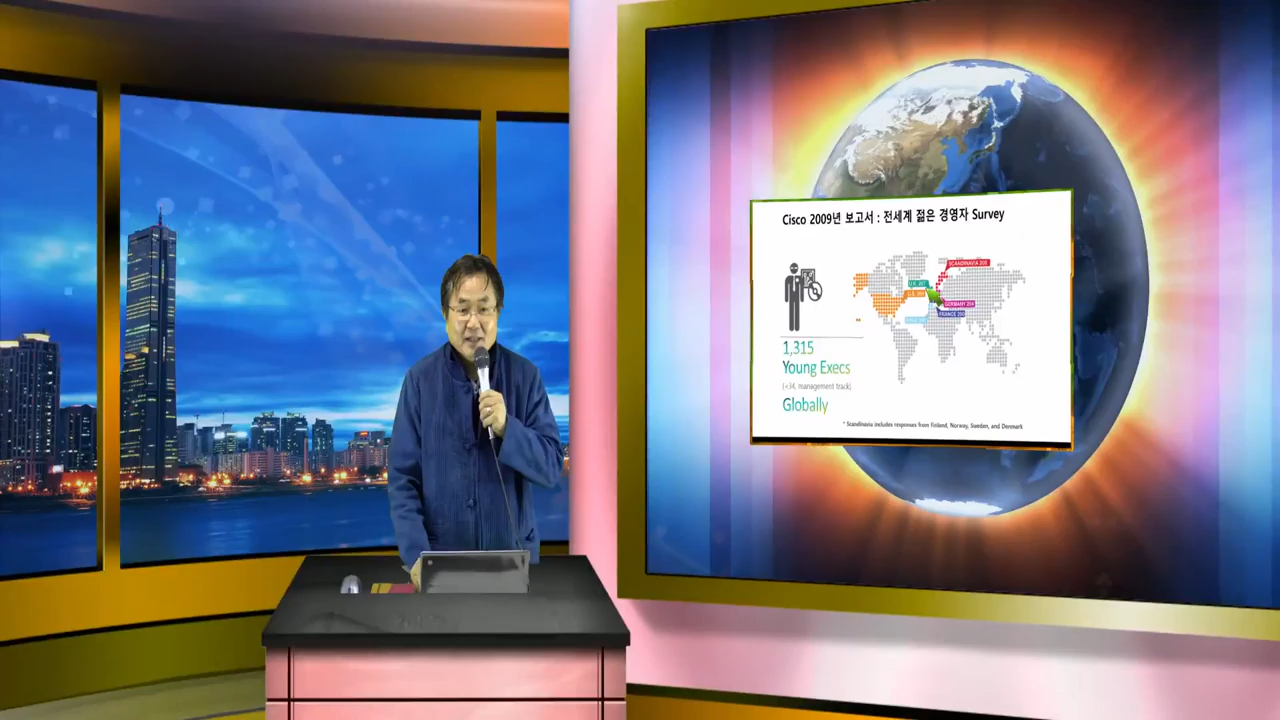 Cisco 2009년 보고서 : 전세계 젊은 경영자 Survey
SCANDINAVIA 200
GERMANY 204
FRANCE 200
1,315
Young Execs
(<34, management track)
Globally
* Scandinavia includes responses from Finland, Norway, Sweden, and Denmark